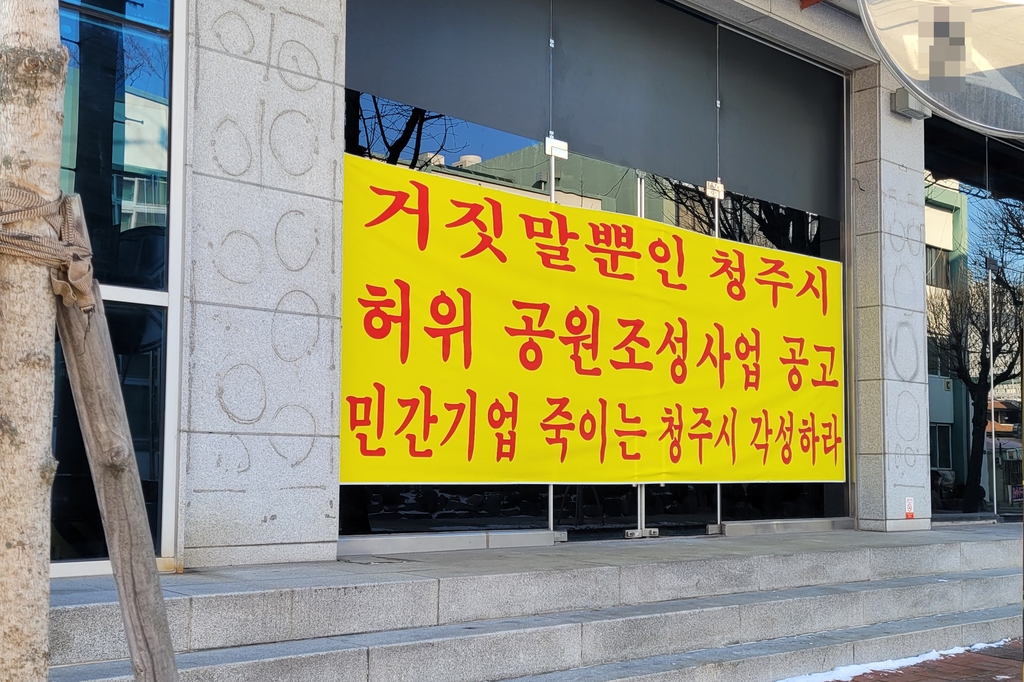 거짓말뿐인 청주시
허위 공원조성사업 공고
민간기업 죽이는 청주시 각성하라